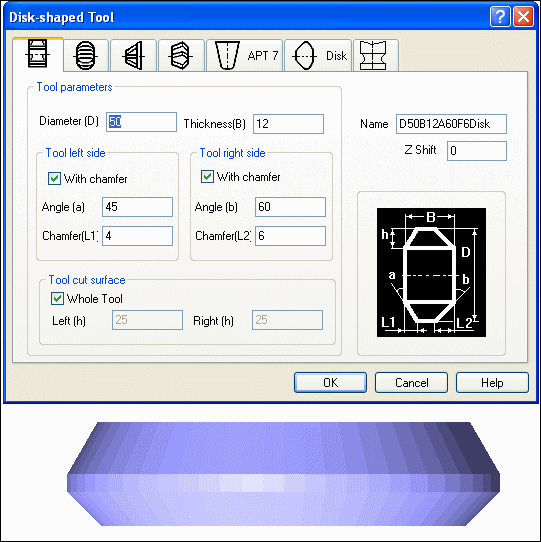 Disk-shaped Tool
APT 7
Disk
Tool parameters
Diameter (D) 50 Thickness(B) 12
Name D50B12A60F6Disk
Z Shift 0
Tool left side
With chamfer
Angle (a) 45
Chamfer(L1) 4
Tool right side
With chamfer
Angle (b) 60
Chamfer(L2) 6
Tool cut surface
Whole Tool
Left (h) 25 Right (h) 25
B
h
D
a
b
L1
L2
OK Cancel Help